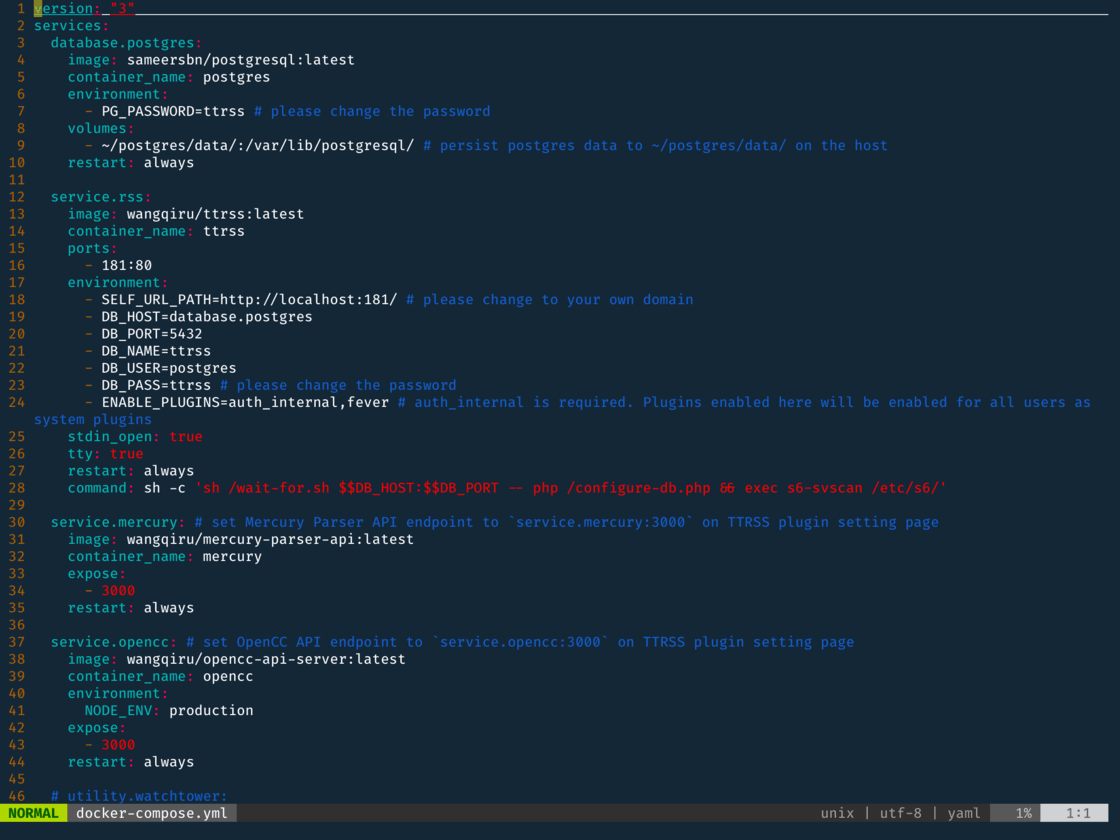 1 version: "3"
2 services:
3   database.postgres:
4     image: sameersbn/postgresql:latest
5     container_name: postgres
6     environment:
7       - PG_PASSWORD=ttrss # please change the password
8     volumes:
9       - ~/postgres/data/:/var/lib/postgresql/ # persist postgres data to ~/postgres/data/ on the host
10     restart: always
11
12   service.rss:
13     image: wangqiru/ttrss:latest
14     container_name: ttrss
15     ports:
16       - 181:80
17     environment:
18       - SELF_URL_PATH=http://localhost:181/ # please change to your own domain
19       - DB_HOST=database.postgres
20       - DB_PORT=5432
21       - DB_NAME=ttrss
22       - DB_USER=postgres
23       - DB_PASS=ttrss # please change the password
24       - ENABLE_PLUGINS=auth_internal,fever # auth_internal is required. Plugins enabled here will be enabled for all users as
system plugins
25     stdin_open: true
26     tty: true
27     restart: always
28     command: sh -c 'sh /wait-for.sh $$DB_HOST:$$DB_PORT -- php /configure-db.php && exec s6-svscan /etc/s6/'
29
30   service.mercury: # set Mercury Parser API endpoint to `service.mercury:3000` on TTRSS plugin setting page
31     image: wangqiru/mercury-parser-api:latest
32     container_name: mercury
33     expose:
34       - 3000
35     restart: always
36
37   service.opencc: # set OpenCC API endpoint to `service.opencc:3000` on TTRSS plugin setting page
38     image: wangqiru/opencc-api-server:latest
39     container_name: opencc
40     environment:
41       NODE_ENV: production
42     expose:
43       - 3000
44     restart: always
45
46   # utility.watchtower:
NORMAL docker-compose.yml unix | utf-8 | yaml 1% 1:1